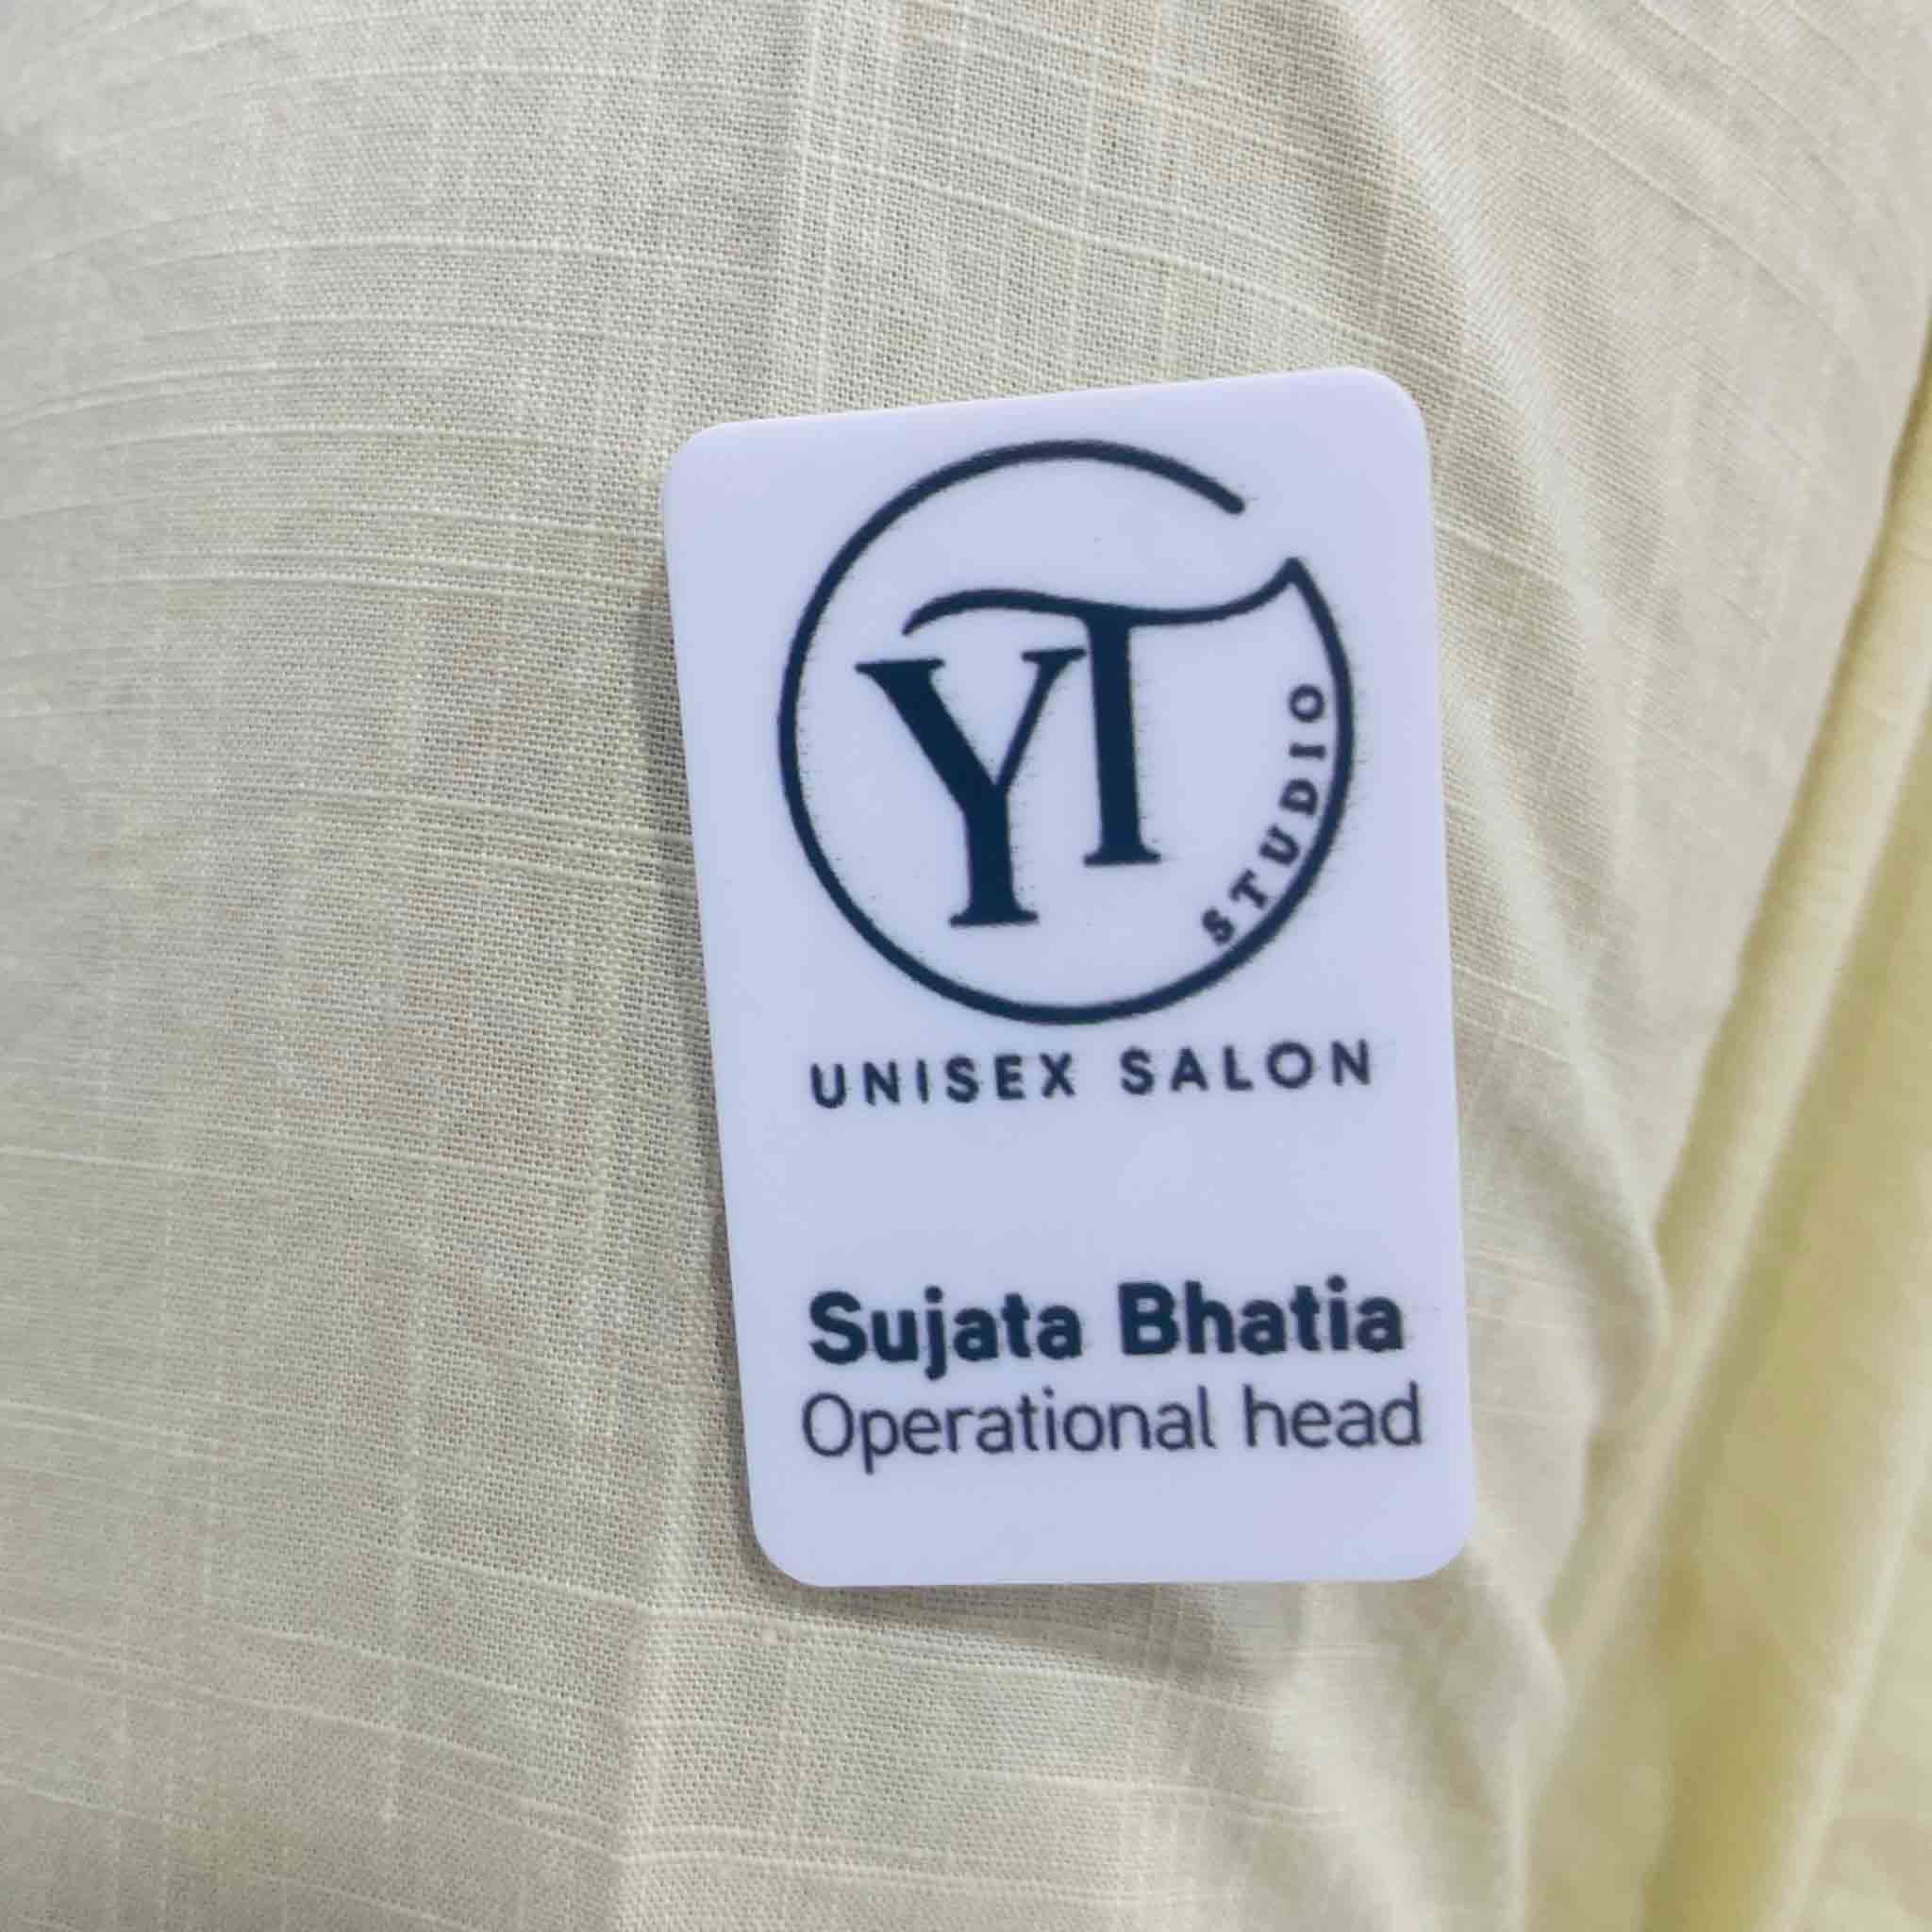 YT
STUDIO
UNISEX SALON
Sujata Bhatia
Operational head